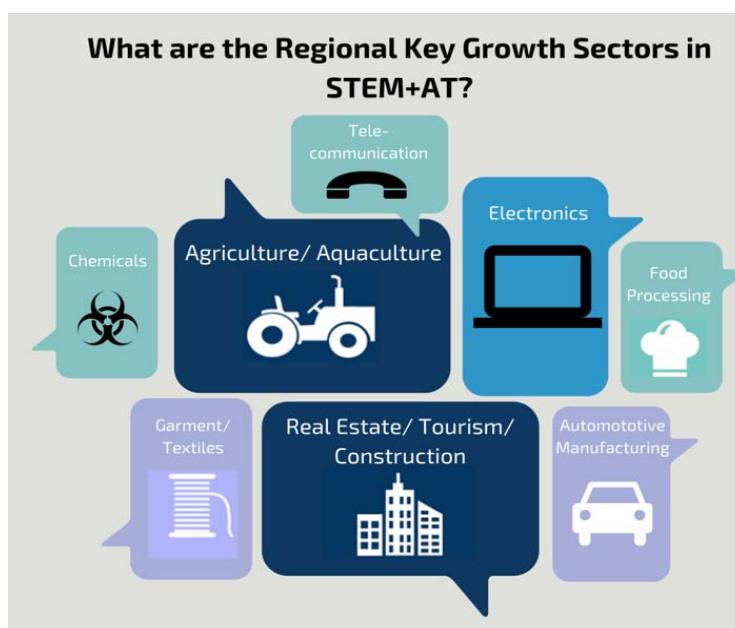 What are the Regional Key Growth Sectors in
STEM+AT?
Tele-
communication
Electronics
Agriculture/ Aquaculture
Chemicals
Food
Processing
Garment/
Textiles
Real Estate/ Tourism/
Construction
Automototive
Manufacturing